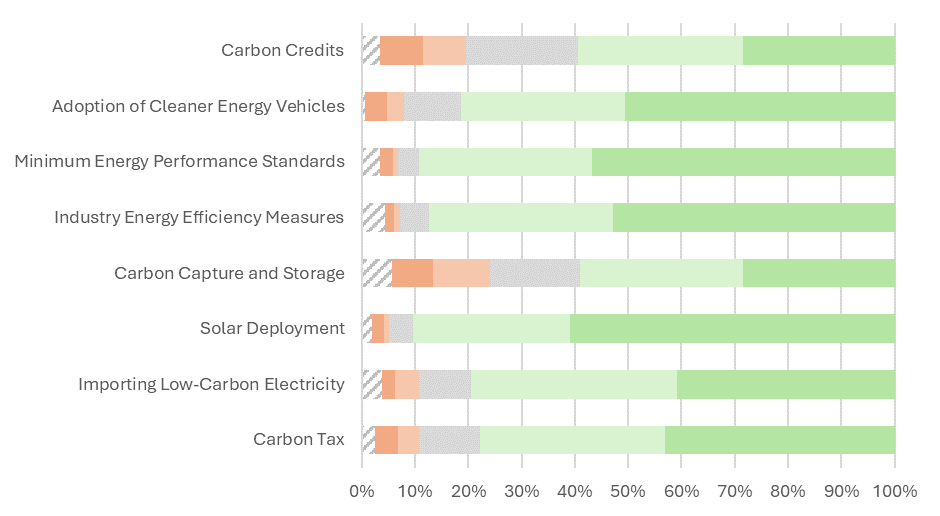 Carbon Credits
Adoption of Cleaner Energy Vehicles
Minimum Energy Performance Standards
Industry Energy Efficiency Measures
Carbon Capture and Storage
Solar Deployment
Importing Low-Carbon Electricity
Carbon Tax
0% 10% 20% 30% 40% 50% 60% 70% 80% 90% 100%